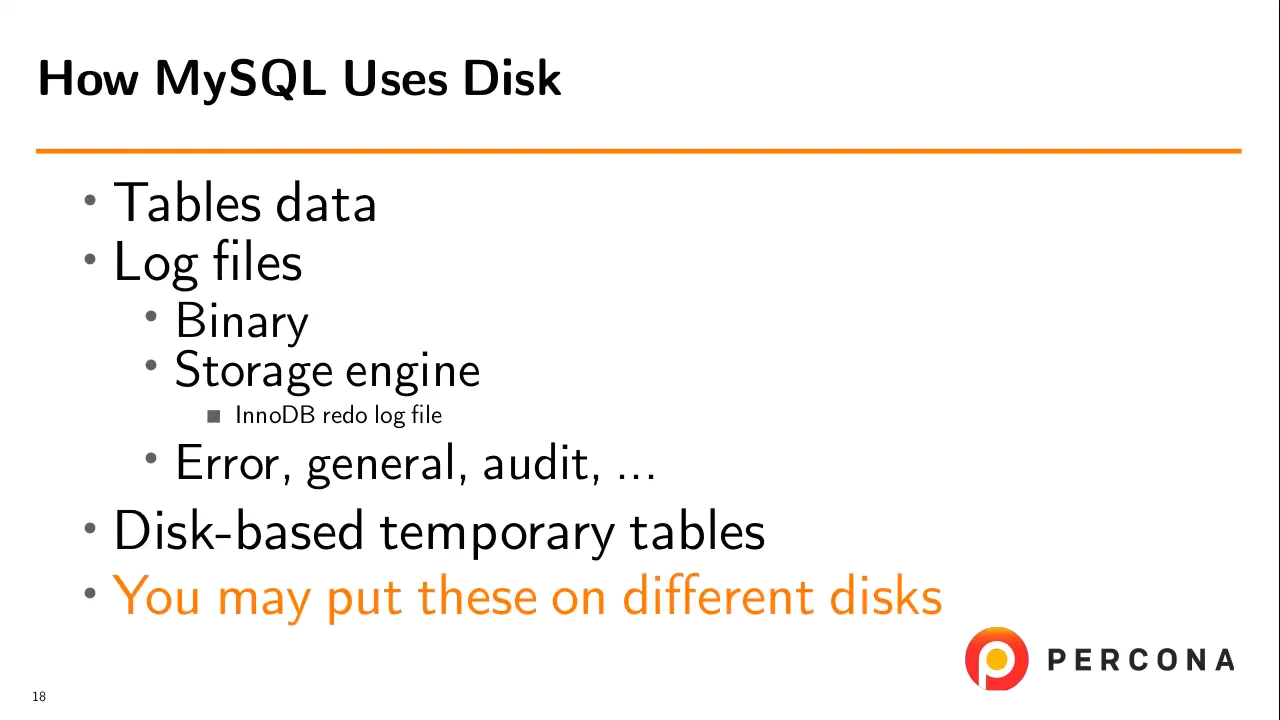 How MySQL Uses Disk
• Tables data
• Log files
• Binary
• Storage engine
■ InnoDB redo log file
• Error, general, audit, ...
• Disk-based temporary tables
• You may put these on different disks
PERCONA
18